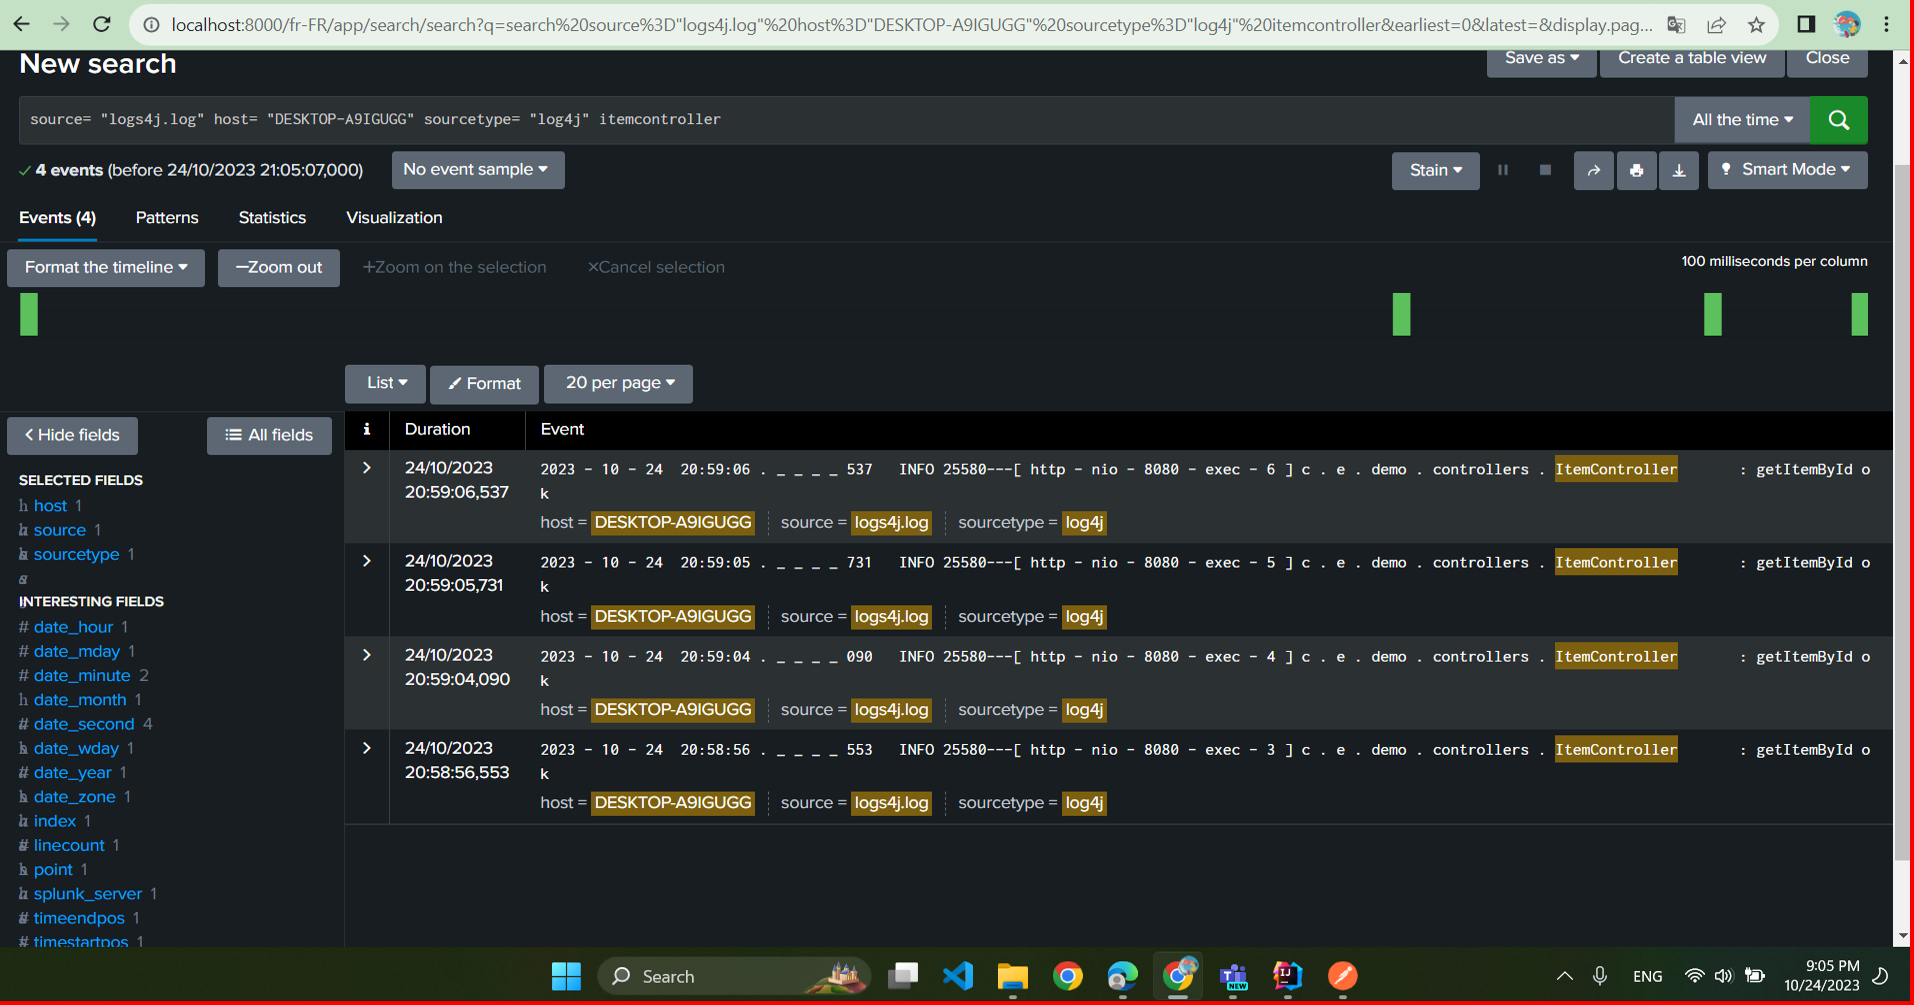 localhost:8000/fr-FR/app/search/search?q=search%20source%3D"logs4j.log"%20host%3D"DESKTOP-A9IGUGG"%20sourcetype%3D"log4j"%20itemcontroller&earliest=0&latest=&display.pag...
New search
Save as
Create a table view
Close
source= "logs4j.log" host= "DESKTOP-A9IGUGG" sourcetype= "log4j" itemcontroller
All the time
4 events (before 24/10/2023 21:05:07,000)
No event sample
Stain
Smart Mode
Events (4)
Patterns
Statistics
Visualization
Format the timeline
—Zoom out
+Zoom on the selection
×Cancel selection
100 milliseconds per column
List
Format
20 per page
Hide fields
All fields
i
Duration
Event
SELECTED FIELDS
host 1
source 1
sourcetype 1
INTERESTING FIELDS
# date_hour 1
# date_mday 1
# date_minute 2
date_month 1
# date_second 4
date_wday 1
# date_year 1
date_zone 1
index 1
# linecount 1
point 1
splunk_server 1
# timeendpos 1
# timestartpos 1
24/10/2023
20:59:06,537
2023 - 10 - 24 20:59:06 . _ _ _ _ 537 INFO 25580---[ http - nio - 8080 - exec - 6 ] c . e . demo . controllers . ItemController : getItemById o
k
host = DESKTOP-A9IGUGG source = logs4j.log sourcetype = log4j
24/10/2023
20:59:05,731
2023 - 10 - 24 20:59:05 . _ _ _ _ 731 INFO 25580---[ http - nio - 8080 - exec - 5 ] c . e . demo . controllers . ItemController : getItemById o
k
host = DESKTOP-A9IGUGG source = logs4j.log sourcetype = log4j
24/10/2023
20:59:04,090
2023 - 10 - 24 20:59:04 . _ _ _ _ 090 INFO 25580---[ http - nio - 8080 - exec - 4 ] c . e . demo . controllers . ItemController : getItemById o
k
host = DESKTOP-A9IGUGG source = logs4j.log sourcetype = log4j
24/10/2023
20:58:56,553
2023 - 10 - 24 20:58:56 . _ _ _ _ 553 INFO 25580---[ http - nio - 8080 - exec - 3 ] c . e . demo . controllers . ItemController : getItemById o
k
host = DESKTOP-A9IGUGG source = logs4j.log sourcetype = log4j
Search
NEW
IJ
ENG
9:05 PM
10/24/2023